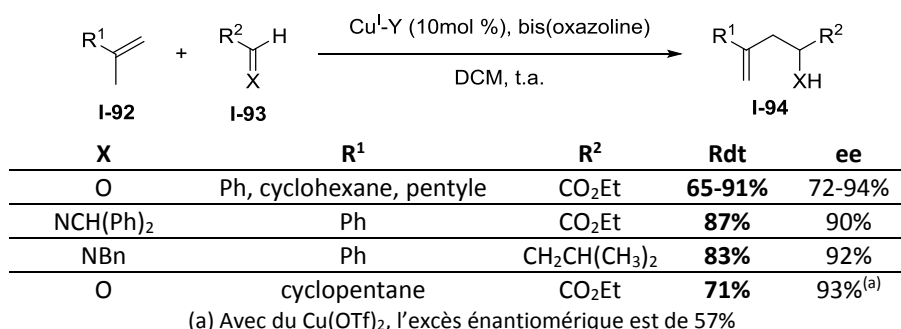 Cu^I-Y (10mol %), bis(oxazoline)
R¹ + R² H X R¹ R² XH
DCM, t.a.
I-92 I-93 I-94
X R¹ R² Rdt ee
O Ph, cyclohexane, pentyle CO₂Et 65-91% 72-94%
NCH(Ph)₂ Ph CO₂Et 87% 90%
NBn Ph CH₂CH(CH₃)₂ 83% 92%
O cyclopentane CO₂Et 71% 93%⁽ᵃ⁾
(a) Avec du Cu(OTf)₂, l'excès énantiomérique est de 57%